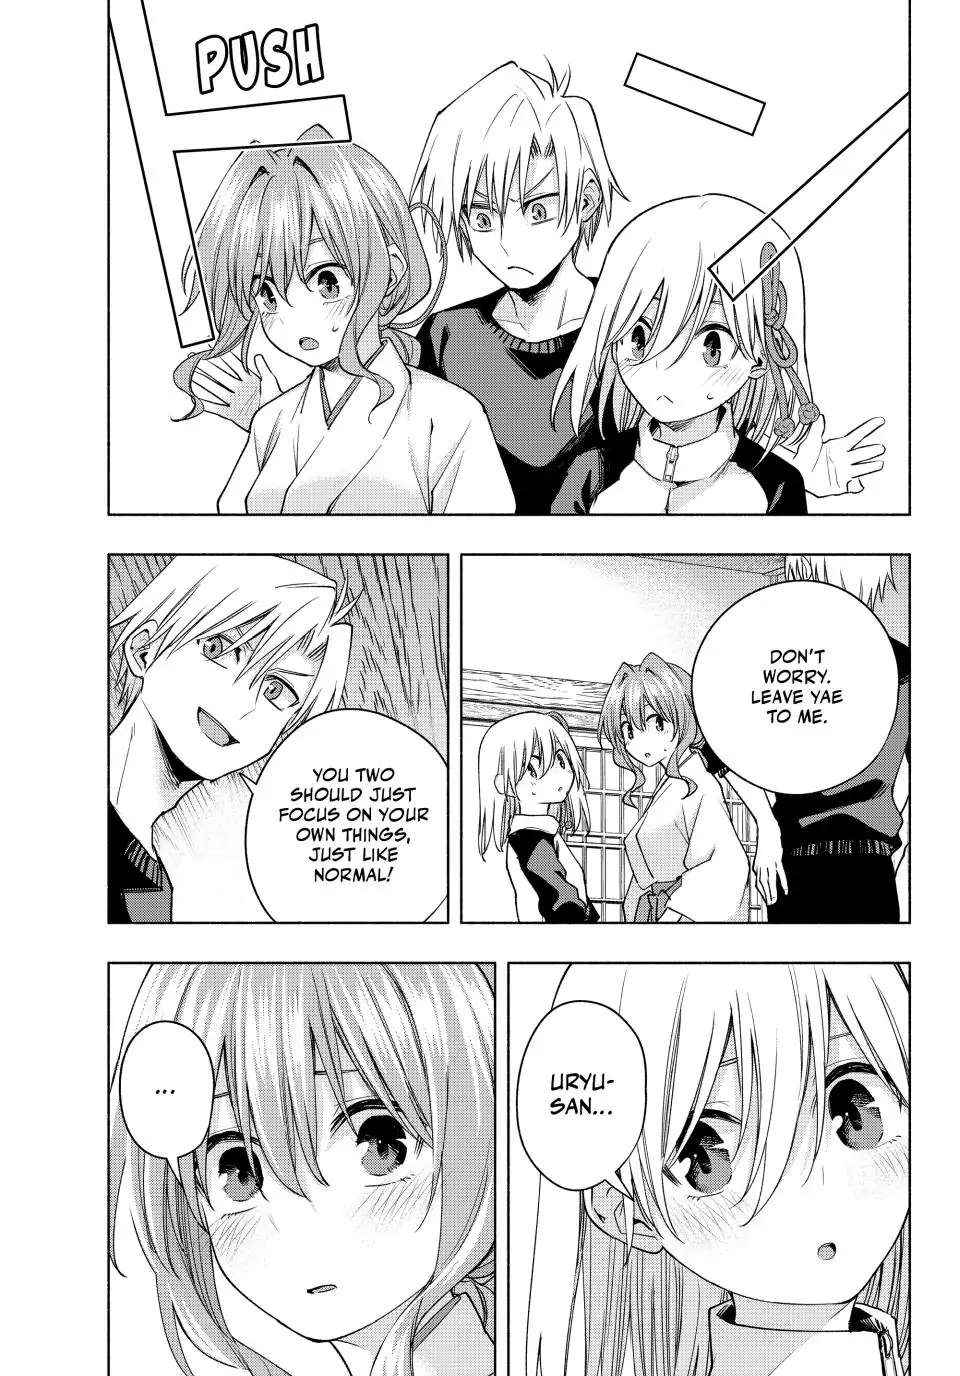 PUSH
DON'T
WORRY.
LEAVE YAE
TO ME.
YOU TWO
SHOULD JUST
FOCUS ON YOUR
OWN THINGS,
JUST LIKE
NORMAL!
URYU-
SAN...
...